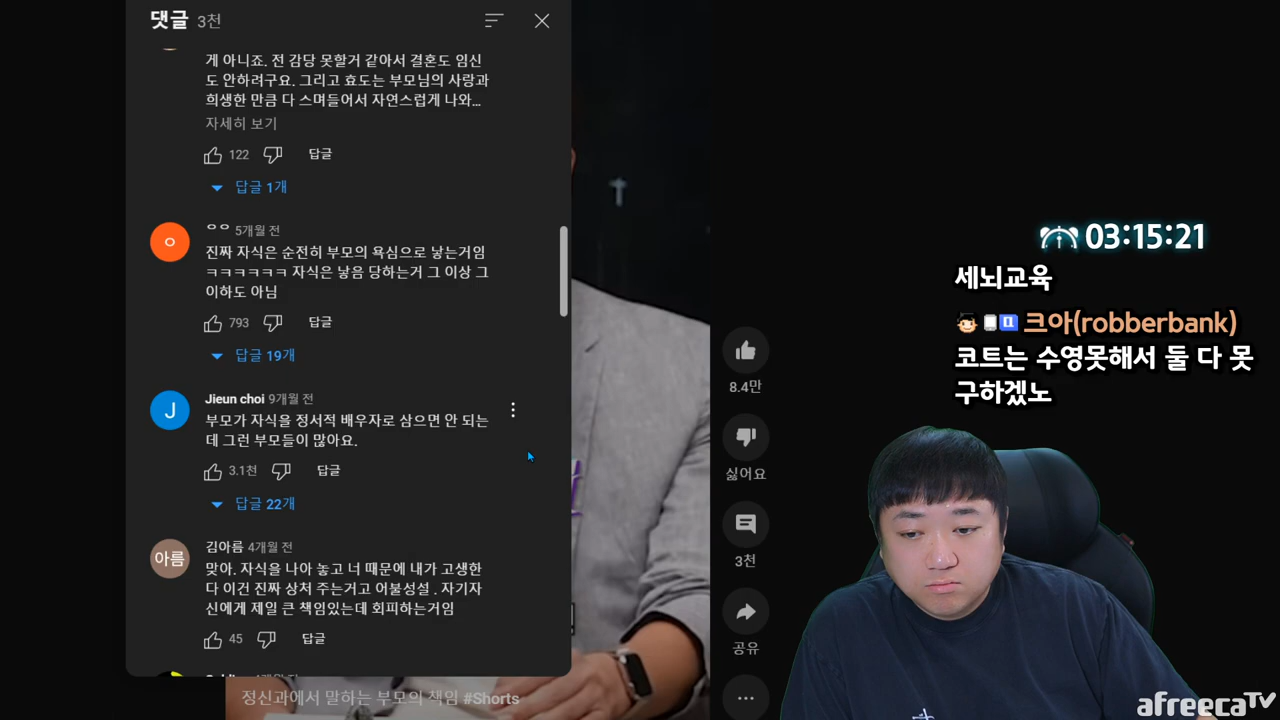 댓글 3천
게 아니죠. 전 감당 못할거 같아서 결혼도 임신
도 안하려구요. 그리고 효도는 부모님의 사랑과
희생한 만큼 다 스며들어서 자연스럽게 나와...
자세히 보기
122 답글
답글 1개
ㅇ
ㅇㅇ 5개월 전
진짜 자식은 순전히 부모의 욕심으로 낳는거임
ㅋㅋㅋㅋㅋㅋ 자식은 낳음 당하는거 그 이상 그
이하도 아님
793 답글
답글 19개
J
Jieun choi 9개월 전
부모가 자식을 정서적 배우자로 삼으면 안 되는
데 그런 부모들이 많아요.
3.1천 답글
답글 22개
아름
김아름 4개월 전
맞아. 자식을 나아 놓고 너 때문에 내가 고생한
다 이건 진짜 상처 주는거고 어불성설 . 자기자
신에게 제일 큰 책임있는데 회피하는거임
45 답글
정신과에서 말하는 부모의 책임 #Shorts
8.4만
싫어요
3천
공유
03:15:21
세뇌교육
크아(robberbank)
코트는 수영못해서 둘 다 못
구하겠노
afreecaTV